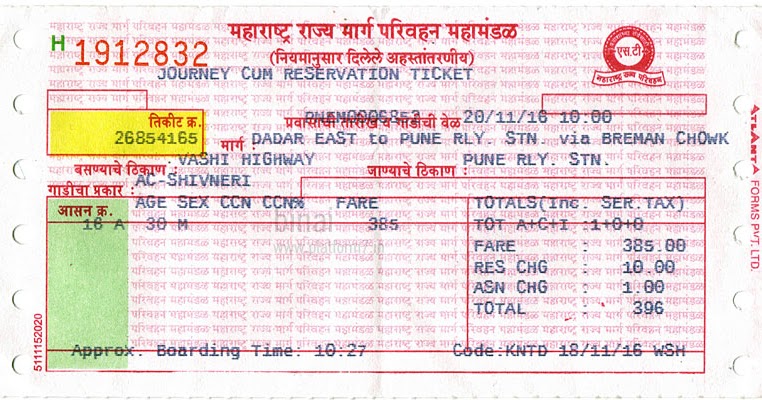 महाराष्ट्र राज्य मार्ग परिवहन महामंडळ
H 1912832
(नियमानुसार दिलेले अहस्तांतरणीय)
एस.टी
महाराष्ट्र राज्य परिवहन
JOURNEY CUM RESERVATION TICKET
तिकीट क्र. 20/11/16 10:00
26854165 प्रवासाची तारीख व गाडीची वेळ
मार्ग : DADAR EAST to PUNE RLY. STN. via BREMAN CHOWK
VASHI HIGHWAY PUNE RLY. STN.
बसण्याचे ठिकाण : जाण्याचे ठिकाण :
गाडीचा प्रकार : AC-SHIVNERI
आसन क्र. AGE SEX CCN CCN% FARE TOTALS(Inc. SER.TAX)
16 A 30 M 385 TOT A+C+I :1+0+0
binai
www.platform7.in
FARE : 385.00
RES CHG : 10.00
ASN CHG : 1.00
TOTAL : 396
Approx. Boarding Time: 10:27 Code:KNTD 18/11/16 WSH
5111152020
ATLANTA FORMS PVT. LTD.